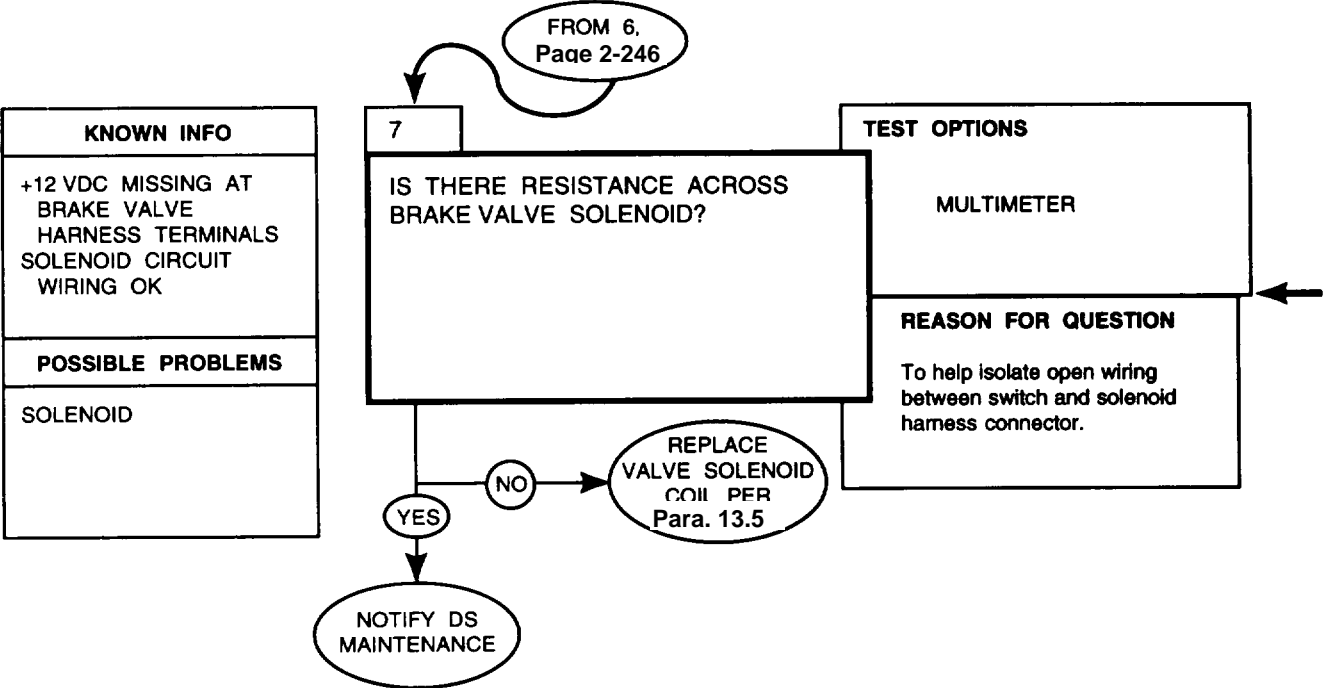 FROM 6,
Page 2-246
KNOWN INFO
+12 VDC MISSING AT
BRAKE VALVE
HARNESS TERMINALS
SOLENOID CIRCUIT
WIRING OK
POSSIBLE PROBLEMS
SOLENOID
7
IS THERE RESISTANCE ACROSS
BRAKE VALVE SOLENOID?
TEST OPTIONS
MULTIMETER
REASON FOR QUESTION
To help isolate open wiring
between switch and solenoid
harness connector.
NO
REPLACE
VALVE SOLENOID
COIL PER
Para. 13.5
YES
NOTIFY DS
MAINTENANCE